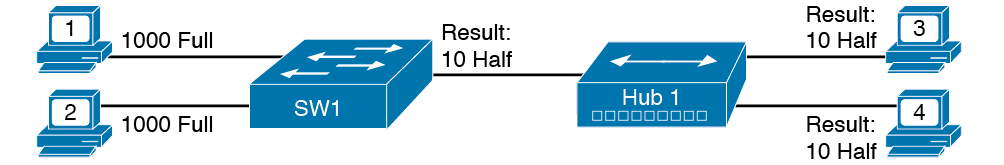 1
1000 Full
2
1000 Full
SW1
Result:
10 Half
Hub 1
Result:
10 Half
3
Result:
10 Half
4